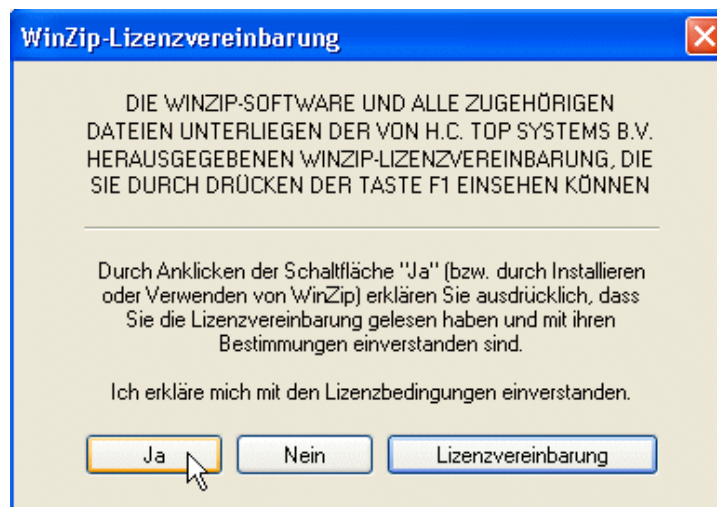 WinZip-Lizenzvereinbarung
DIE WINZIP-SOFTWARE UND ALLE ZUGEHÖRIGEN
DATEIEN UNTERLIEGEN DER VON H.C. TOP SYSTEMS B.V.
HERAUSGEGEBENEN WINZIP-LIZENZVEREINBARUNG, DIE
SIE DURCH DRÜCKEN DER TASTE F1 EINSEHEN KÖNNEN
Durch Anklicken der Schaltfläche "Ja" (bzw. durch Installieren
oder Verwenden von WinZip) erklären Sie ausdrücklich, dass
Sie die Lizenzvereinbarung gelesen haben und mit ihren
Bestimmungen einverstanden sind.
Ich erkläre mich mit den Lizenzbedingungen einverstanden.
Ja Nein Lizenzvereinbarung